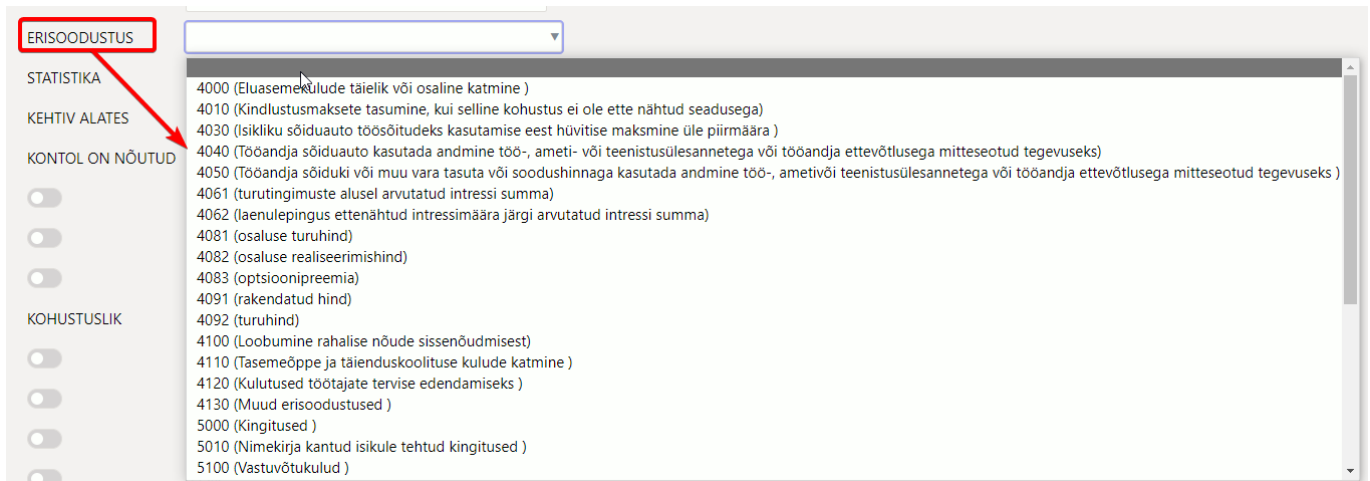 ERISOODUSTUS
STATISTIKA
KEHTIV ALATES
KONTOL ON NÕUTUD
KOHUSTUSLIK
4000 (Eluasemekulude täielik või osaline katmine )
4010 (Kindlustusmaksete tasumine, kui selline kohustus ei ole ette nähtud seadusega)
4030 (Isikliku sõiduauto töösõitudeks kasutamise eest hüvitise maksmine üle piirmäära )
4040 (Tööandja sõiduauto kasutada andmine töö-, ameti- või teenistusülesannetega või tööandja ettevõtlusega mitteseotud tegevuseks)
4050 (Tööandja sõiduki või muu vara tasuta või soodushinnaga kasutada andmine töö-, ametivõi teenistusülesannetega või tööandja ettevõtlusega mitteseotud tegevuseks )
4061 (turutingimuste alusel arvutatud intressi summa)
4062 (laenulepingus ettenähtud intressimäära järgi arvutatud intressi summa)
4081 (osaluse turuhind)
4082 (osaluse realiseerimishind)
4083 (optsioonipreemia)
4091 (rakendatud hind)
4092 (turuhind)
4100 (Loobumine rahalise nõude sissenõudmisest)
4110 (Tasemeõppe ja täienduskoolituse kulude katmine )
4120 (Kulutused töötajate tervise edendamiseks )
4130 (Muud erisoodustused )
5000 (Kingitused )
5010 (Nimekirja kantud isikule tehtud kingitused )
5100 (Vastuvõtukulud )